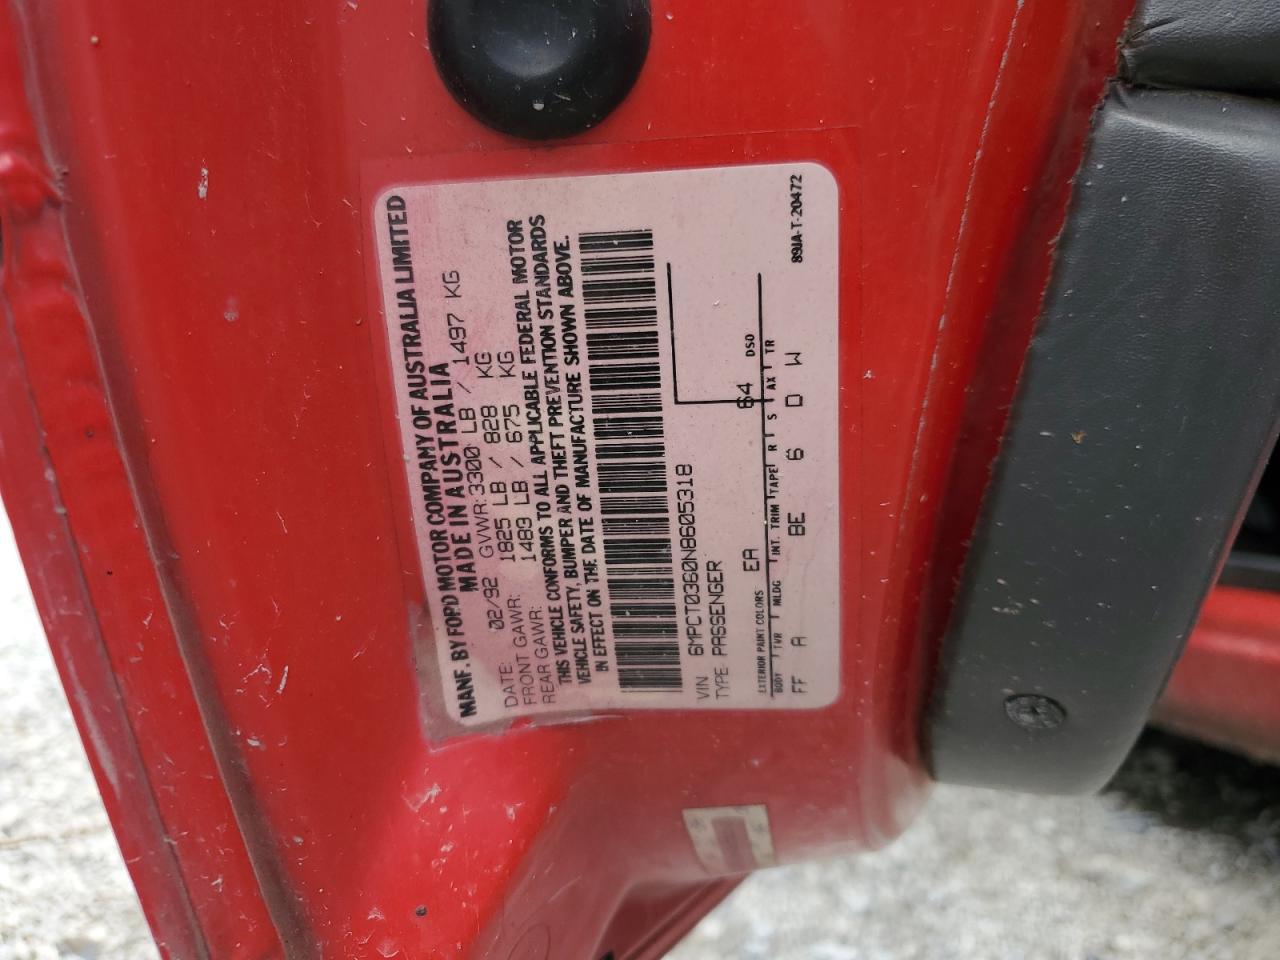 MANF. BY FORD MOTOR COMPANY OF AUSTRALIA LIMITED
MADE IN AUSTRALIA
DATE: 02/92 GVWR: 3300 LB / 1497 KG
FRONT GAWR: 1825 LB / 828 KG
REAR GAWR: 1489 LB / 675 KG
THIS VEHICLE CONFORMS TO ALL APPLICABLE FEDERAL MOTOR
VEHICLE SAFETY, BUMPER AND THEFT PREVENTION STANDARDS
IN EFFECT ON THE DATE OF MANUFACTURE SHOWN ABOVE.
VIN 6MPCT0360N8605318
TYPE PASSENGER
64
EXTERIOR PAINT COLORS EA DSO
BODY TVR MLDG INT. TRIM TAPE R S AX TR
FF A BE 6 D W
89IA-T-20472